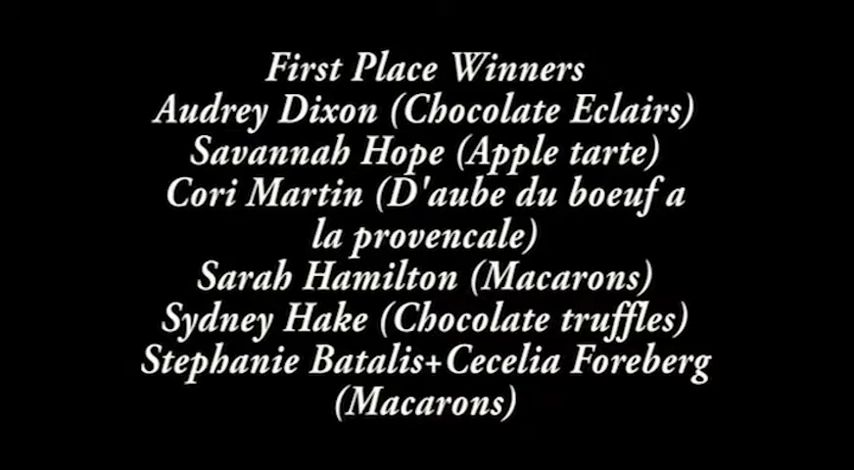 First Place Winners
Audrey Dixon (Chocolate Eclairs)
Savannah Hope (Apple tarte)
Cori Martin (D'aube du boeuf a
la provencale)
Sarah Hamilton (Macarons)
Sydney Hake (Chocolate truffles)
Stephanie Batalis+Cecelia Foreberg
(Macarons)